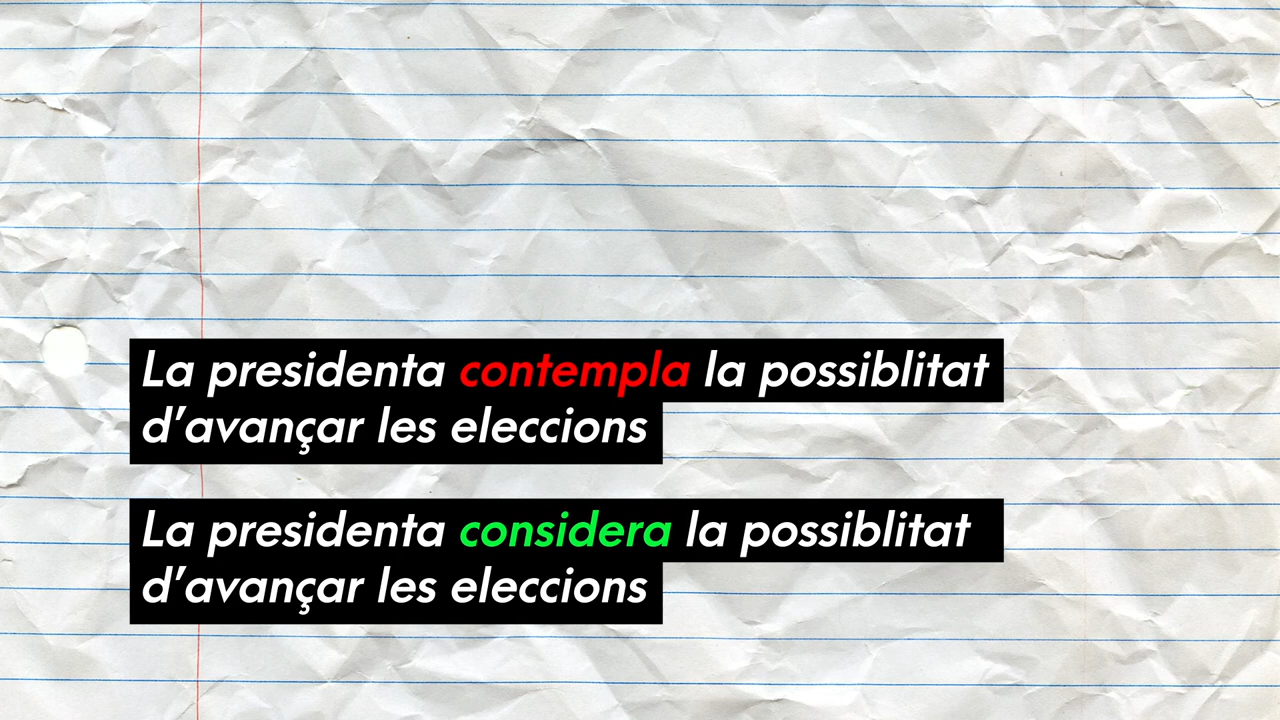 La presidenta contempla la possiblitat
d’avançar les eleccions
La presidenta considera la possiblitat
d’avançar les eleccions